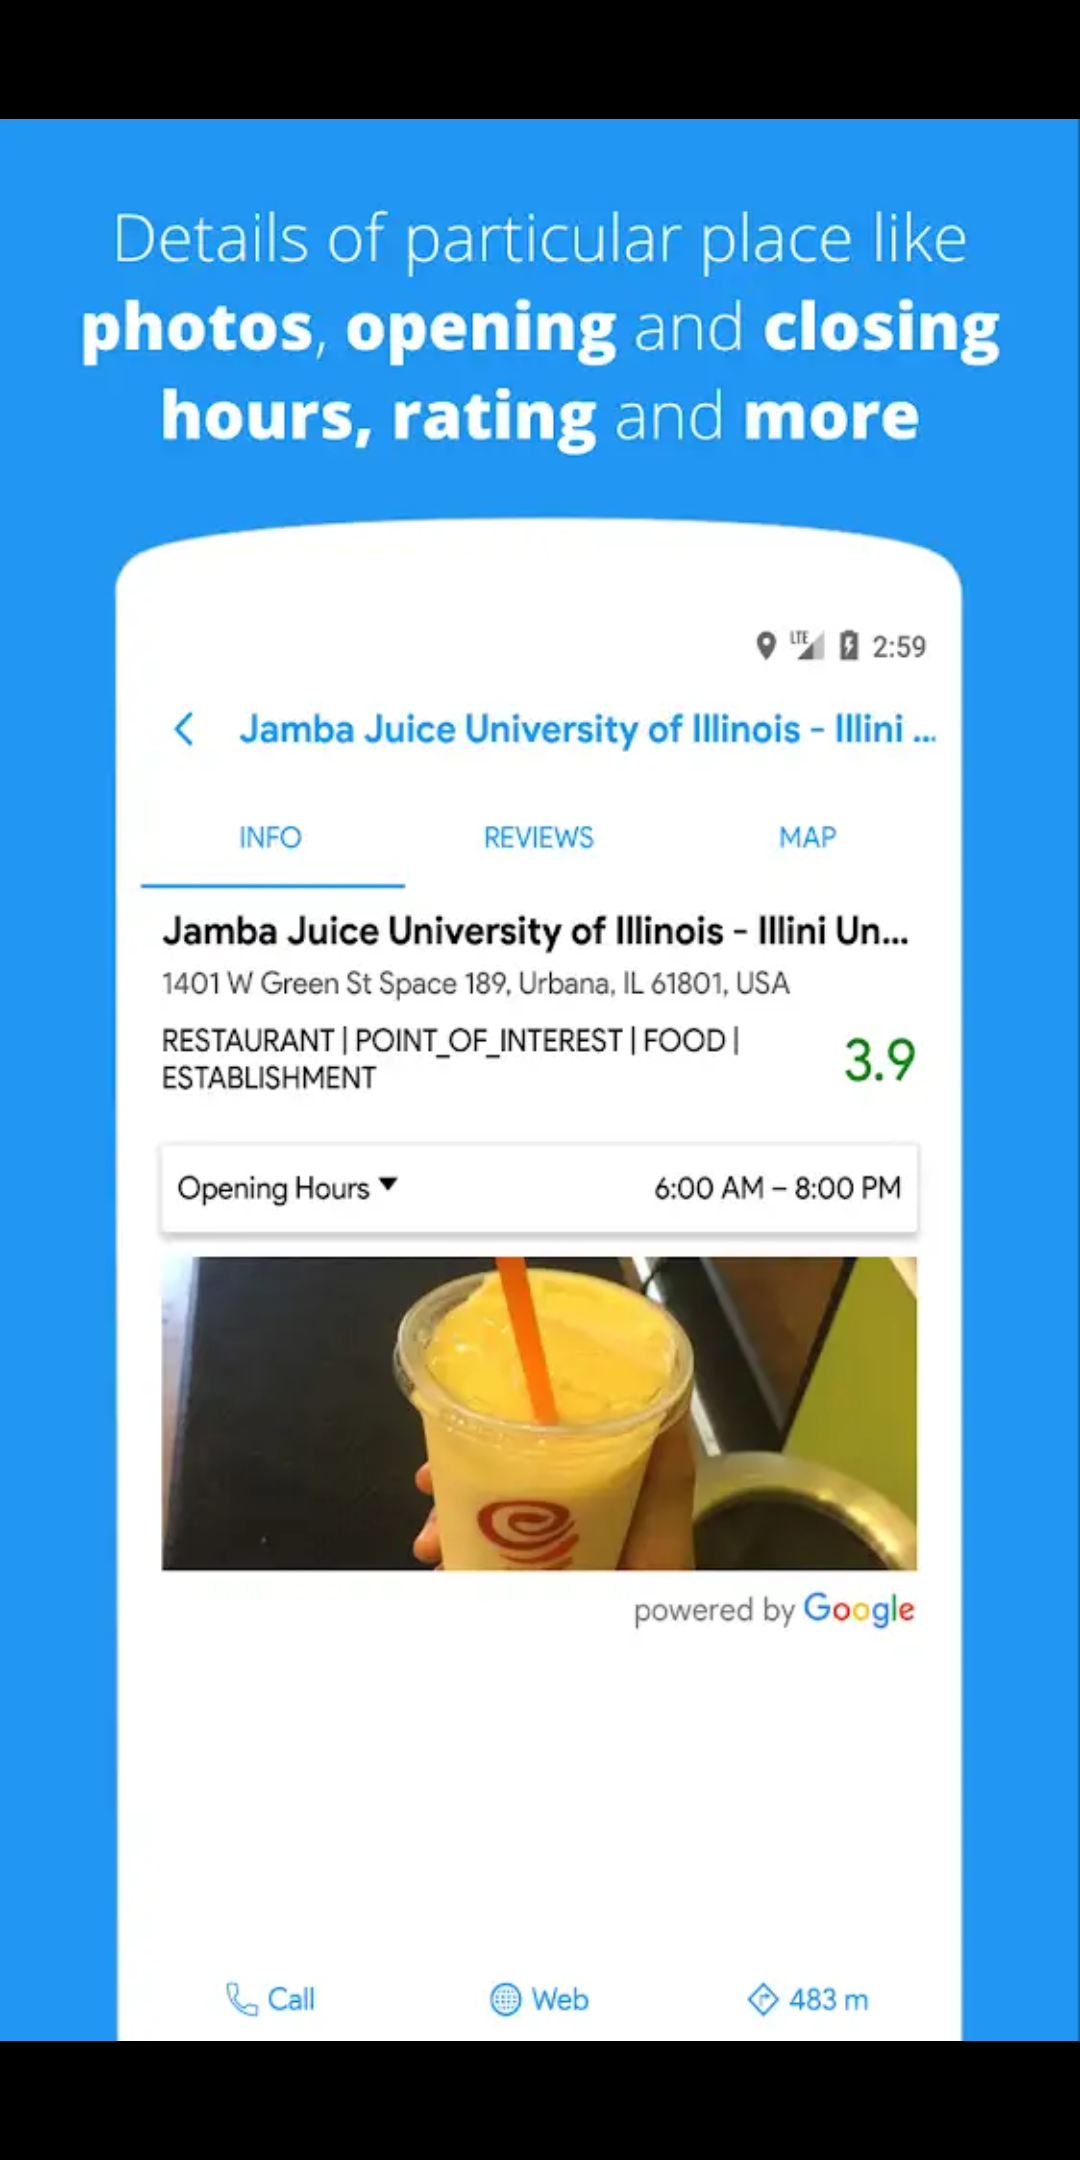 Details of particular place like
photos, opening and closing
hours, rating and more
LTE 2:59
Jamba Juice University of Illinois - Illini ...
INFO REVIEWS MAP
Jamba Juice University of Illinois - Illini Un...
1401 W Green St Space 189, Urbana, IL 61801, USA
RESTAURANT | POINT_OF_INTEREST | FOOD |
ESTABLISHMENT
3.9
Opening Hours 6:00 AM – 8:00 PM
powered by Google
Call Web 483 m